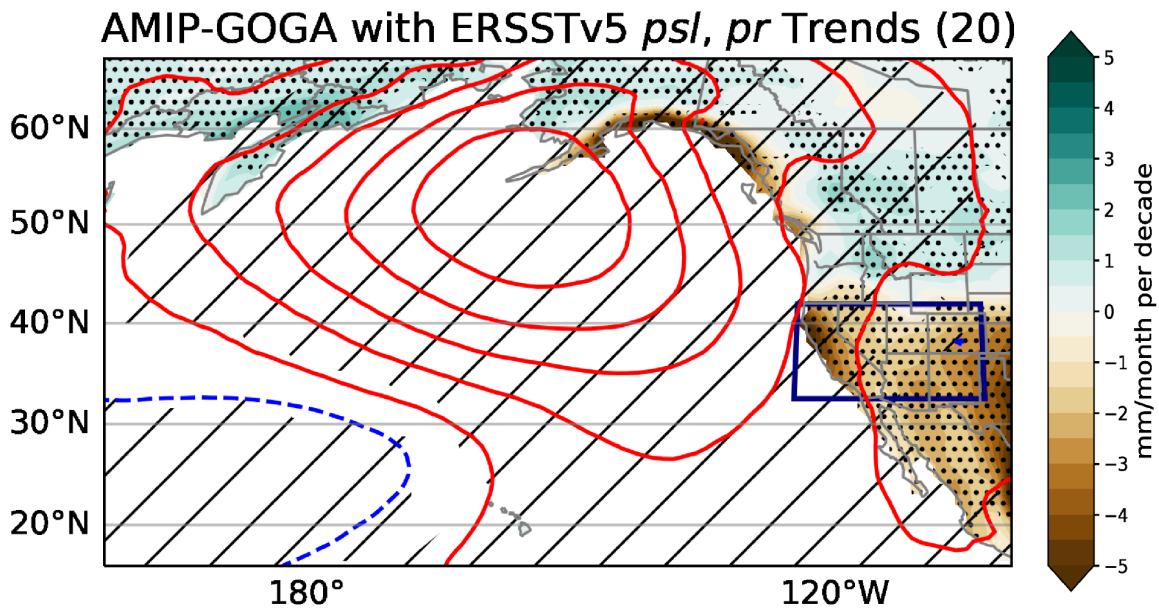 AMIP-GOGA with ERSSTv5 psl, pr Trends (20)
60°N
50°N
40°N
30°N
20°N
180°
120°W
5
4
3
2
1
0
−1
−2
−3
−4
−5
mm/month per decade